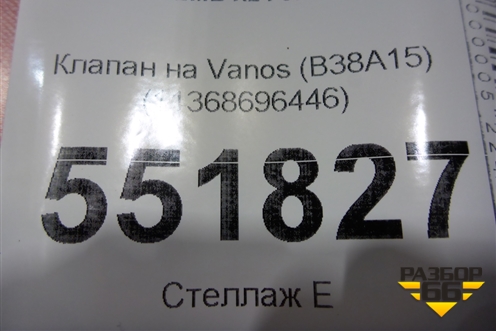 Клапан на Vanos (B38A15)
368696446)
551827
Стеллаж Е
РАЗБОР
66